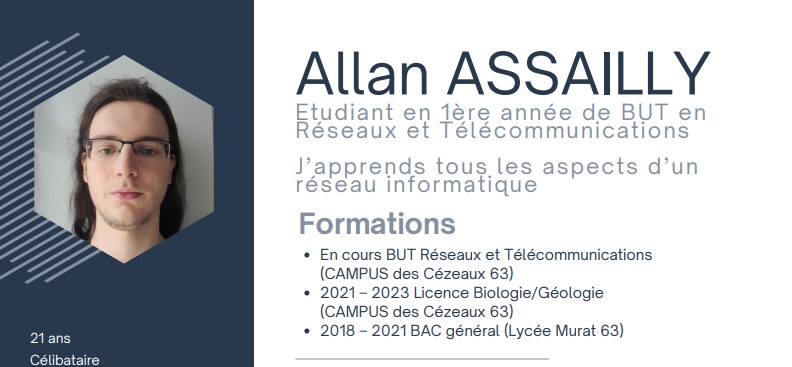 Allan ASSAILLY
Etudiant en 1ère année de BUT en
Réseaux et Télécommunications
J’apprends tous les aspects d’un
réseau informatique
Formations
• En cours BUT Réseaux et Télécommunications
(CAMPUS des Cézeaux 63)
• 2021 – 2023 Licence Biologie/Géologie
(CAMPUS des Cézeaux 63)
• 2018 – 2021 BAC général (Lycée Murat 63)
21 ans
Célibataire